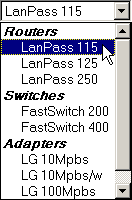 LanPass 115
Routers
LanPass 115
LanPass 125
LanPass 250
Switches
FastSwitch 200
FastSwitch 400
Adapters
LG 10Mpbs
LG 10Mpbs/w
LG 100Mpbs